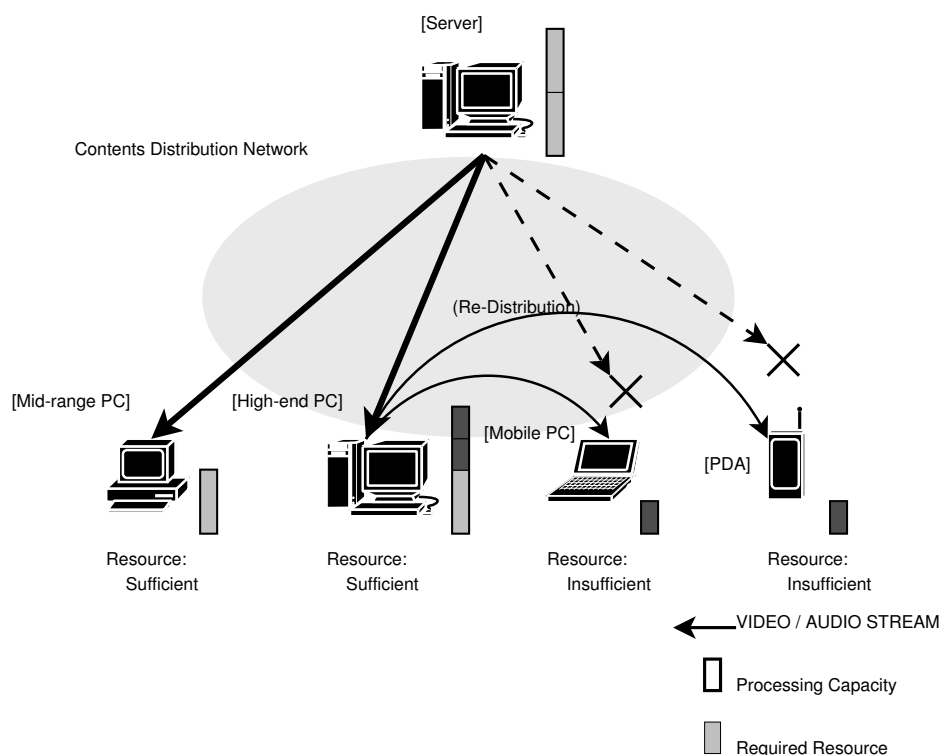 [Server]
Contents Distribution Network
(Re-Distribution)
[Mid-range PC]
[High-end PC]
[Mobile PC]
[PDA]
Resource:
Sufficient
Resource:
Sufficient
Resource:
Insufficient
Resource:
Insufficient
VIDEO / AUDIO STREAM
Processing Capacity
Required Resource